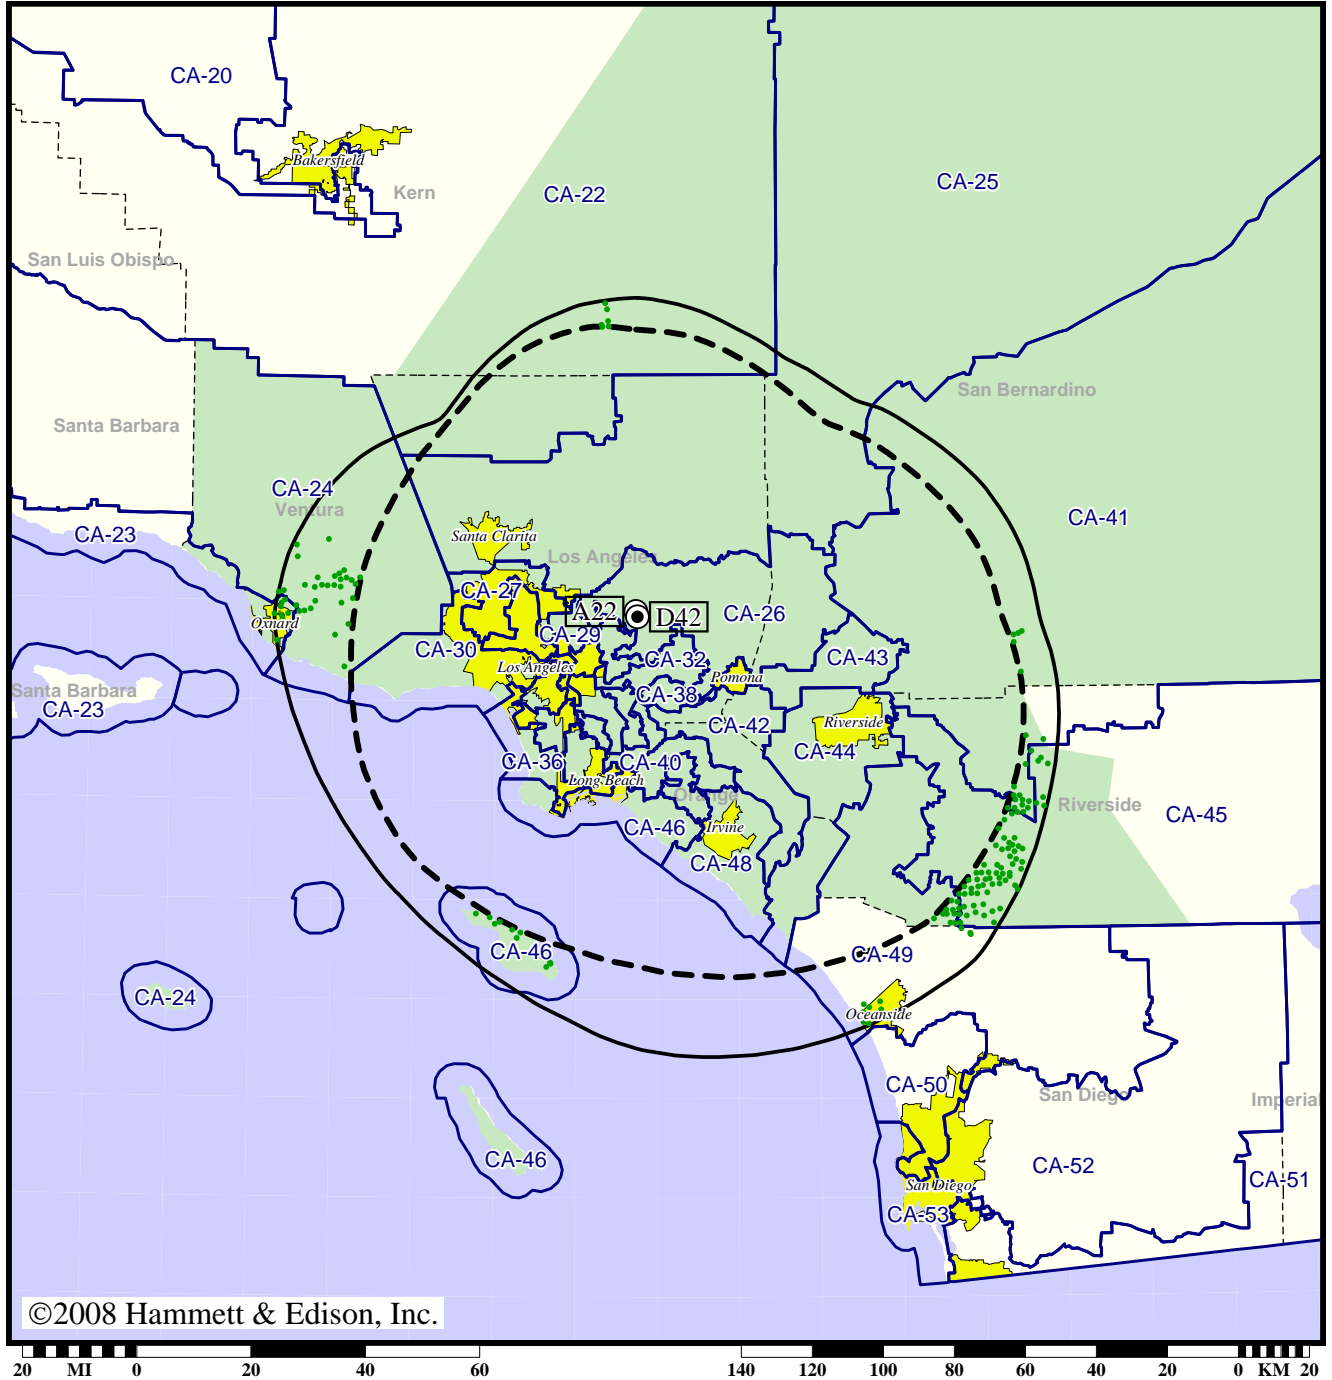 CA-20
Bakersfield
Kern
CA-22
CA-25
San Luis Obispo
San Bernardino
Santa Barbara
CA-24
Ventura
CA-41
CA-23
Santa Clarita
Los Angeles
CA-27
A22
D42
CA-26
Oxnard
CA-29
CA-30
CA-32
CA-43
Los Angeles
Pomona
Santa Barbara
CA-23
CA-38
CA-42
Riverside
CA-44
CA-36
CA-40
Long Beach
Orange
Riverside
CA-45
CA-46
Irvine
CA-48
CA-46
CA-49
CA-24
Oceanside
CA-50
San Diego
Imperial
CA-46
CA-52
CA-51
San Diego
CA-53
©2008 Hammett & Edison, Inc.
20 MI 0 20 40 60 140 120 100 80 60 40 20 0 KM 20